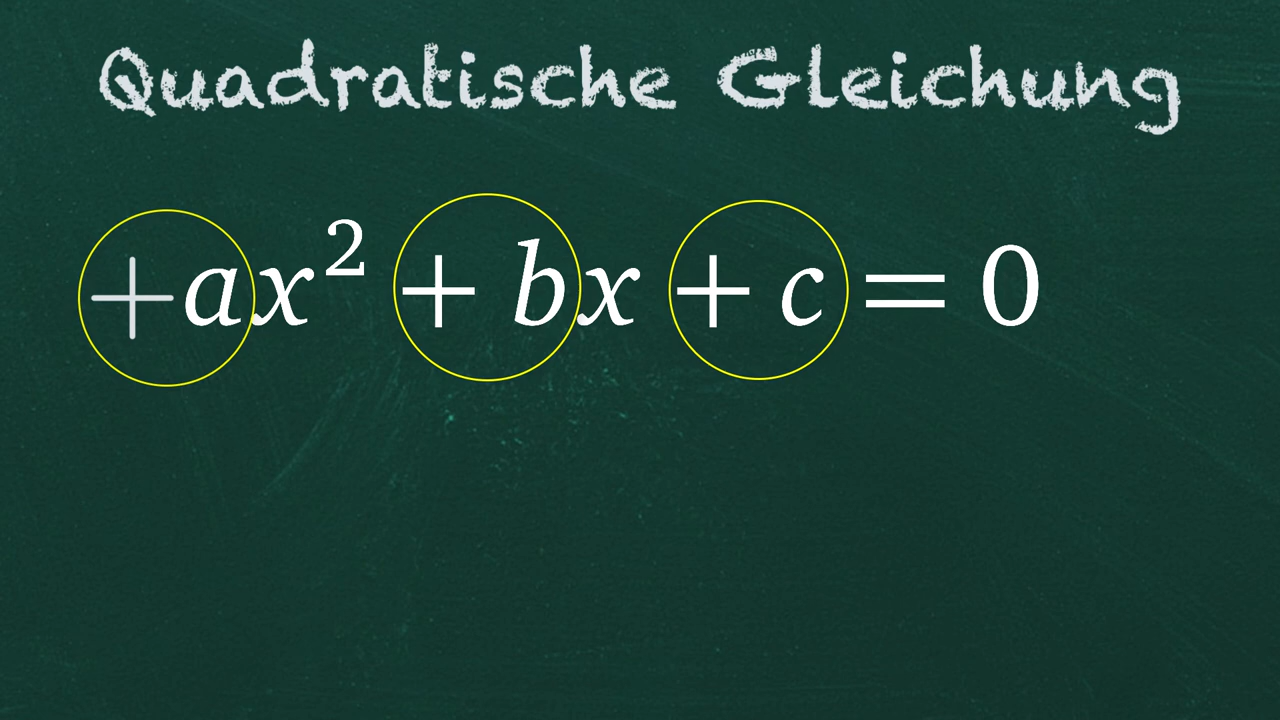 Quadratische Gleichung
+ax² + bx + c = 0